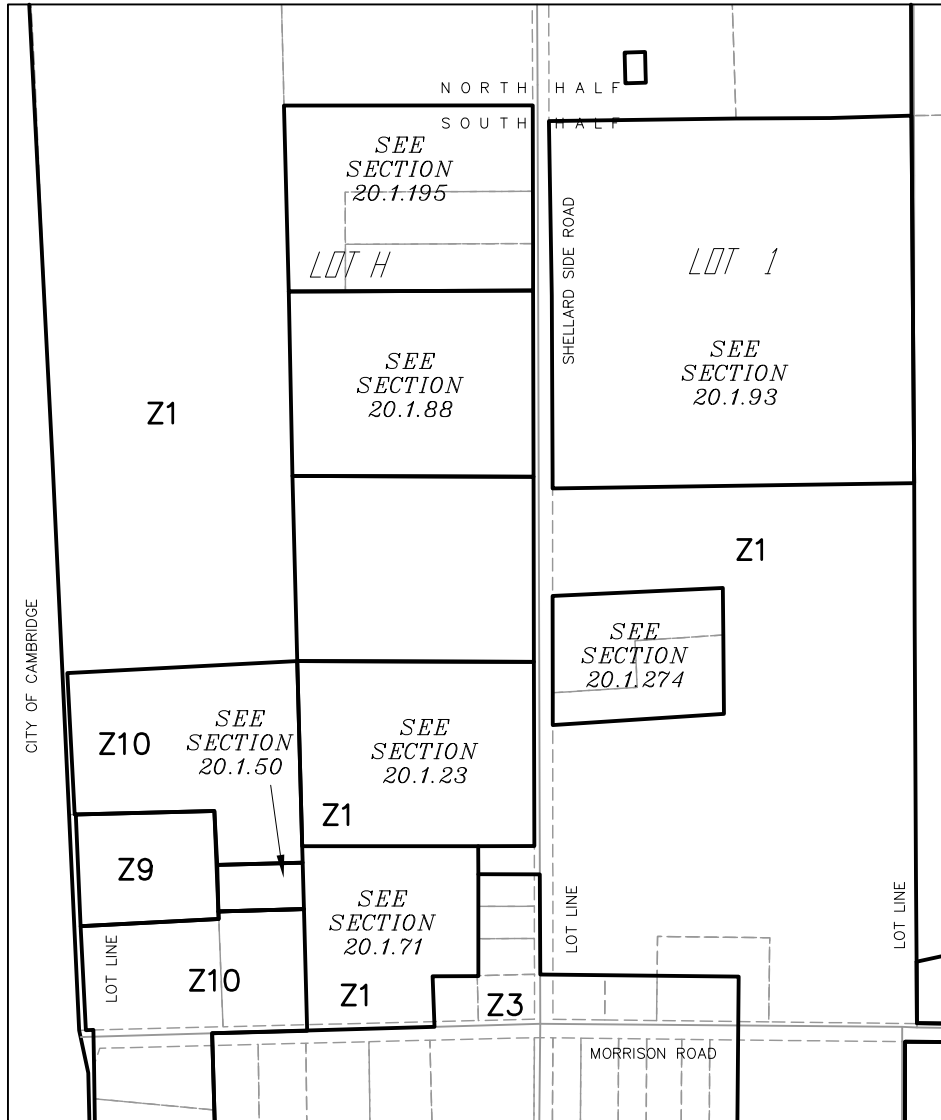 NORTH HALF
SOUTH HALF
SEE
SECTION
20.1.195
LOT H
SHELLARD SIDE ROAD
LOT 1
SEE
SECTION
20.1.93
SEE
SECTION
20.1.88
Z1
Z1
CITY OF CAMBRIDGE
SEE
SECTION
20.1.274
Z10
SEE
SECTION
20.1.50
SEE
SECTION
20.1.23
Z1
Z9
SEE
SECTION
20.1.71
LOT LINE
LOT LINE
LOT LINE
Z10
Z1
Z3
MORRISON ROAD